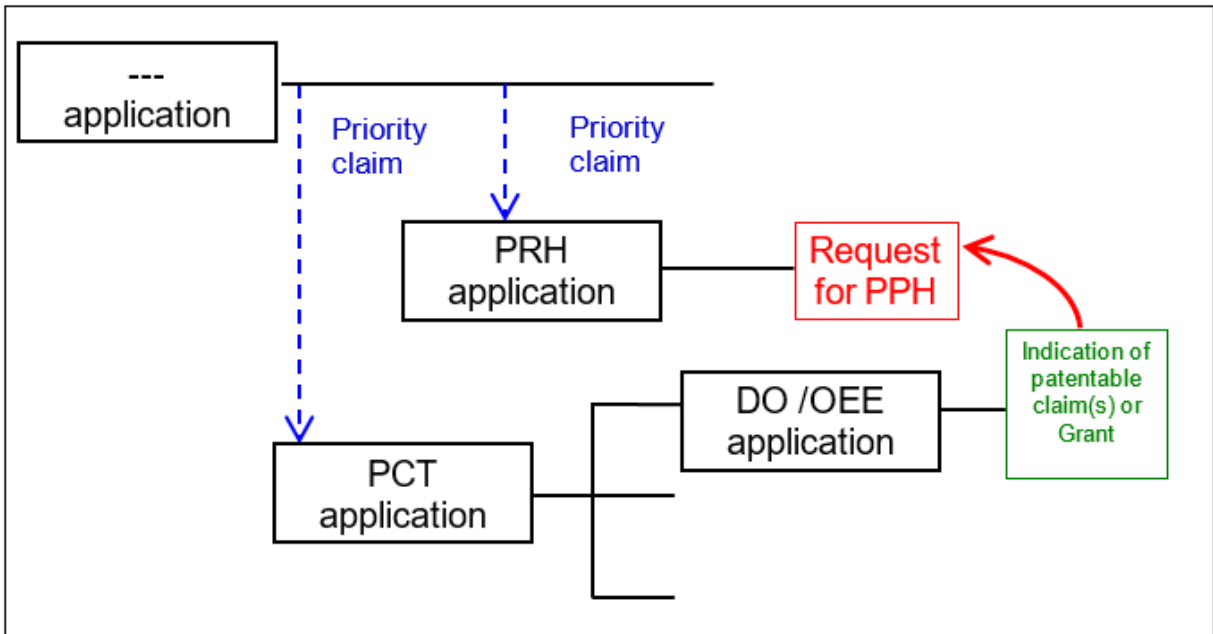 ---
application
Priority
claim
Priority
claim
PRH
application
Request
for PPH
Indication of
patentable
claim(s) or
Grant
DO /OEE
application
PCT
application